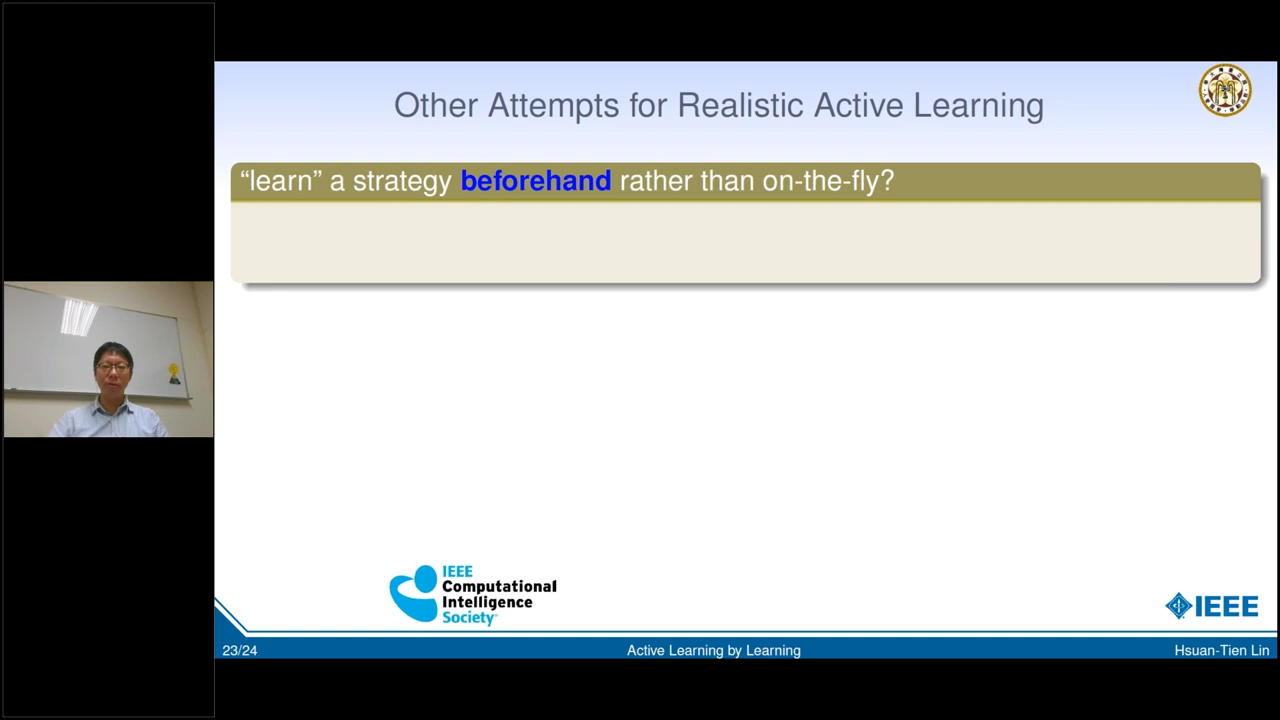 Other Attempts for Realistic Active Learning
“learn” a strategy beforehand rather than on-the-fly?
IEEE
Computational
Intelligence
Society
IEEE
23/24
Active Learning by Learning
Hsuan-Tien Lin